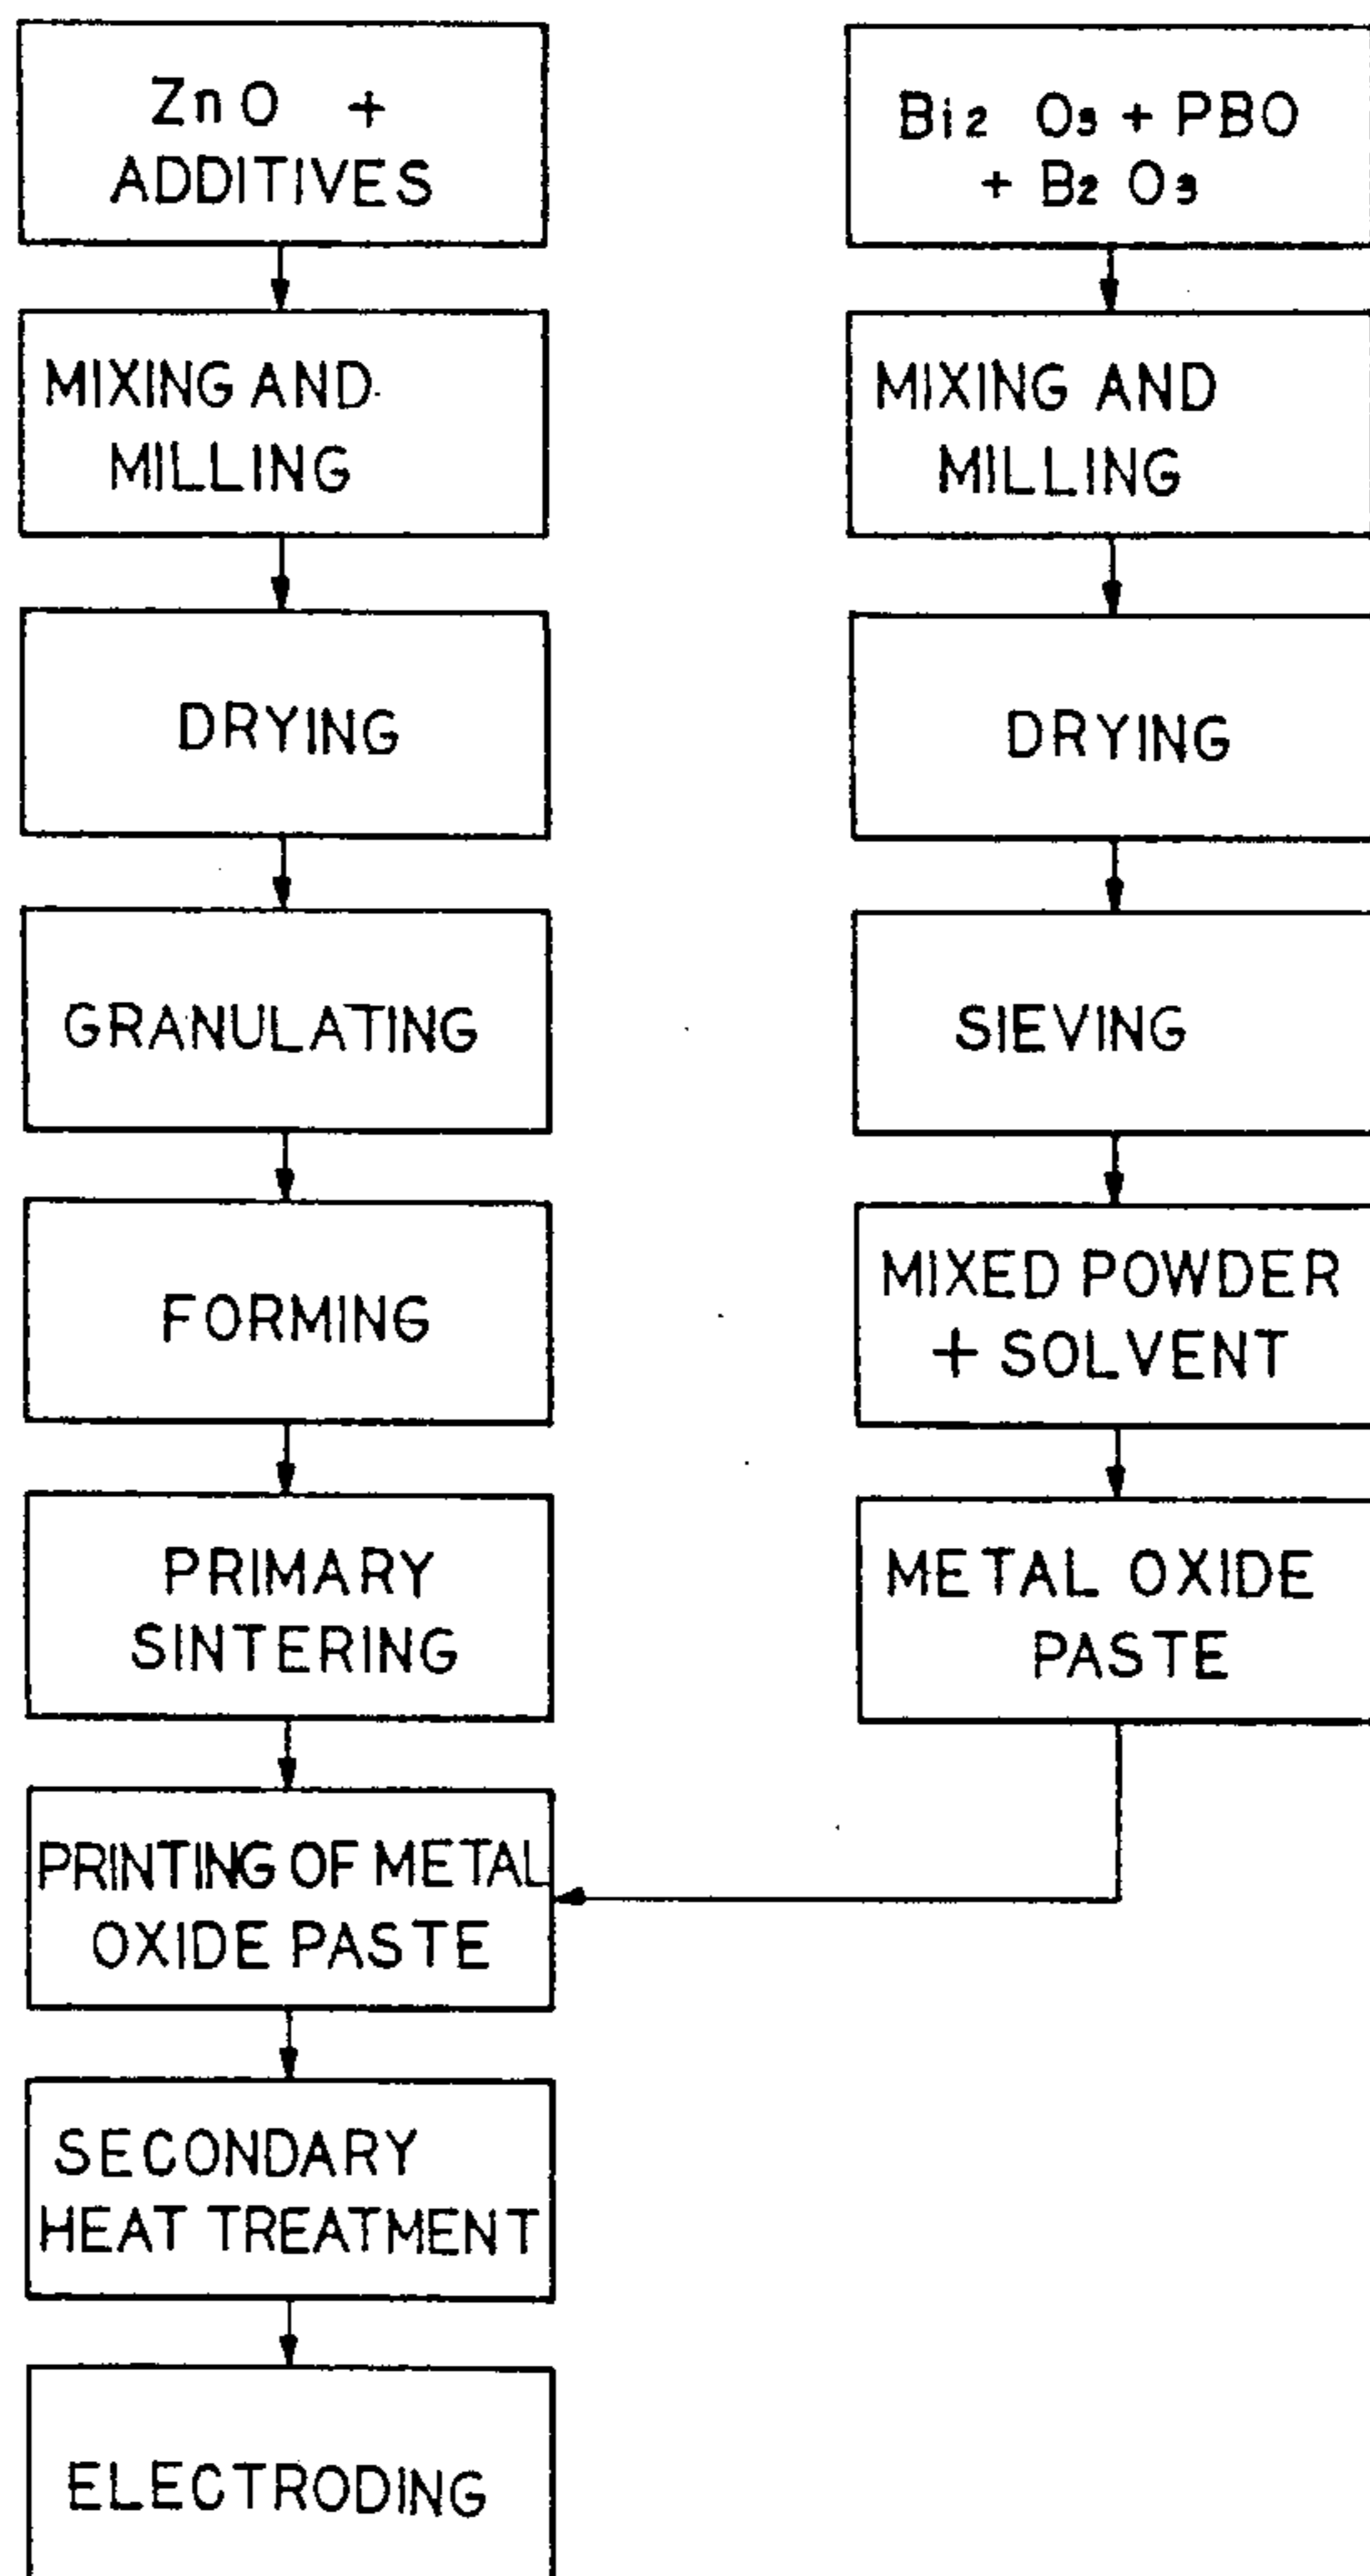 ZnO +
ADDITIVES
MIXING AND
MILLING
DRYING
GRANULATING
FORMING
PRIMARY
SINTERING
PRINTING OF METAL
OXIDE PASTE
SECONDARY
HEAT TREATMENT
ELECTRODING
Bi2 O3 + PBO
+ B2 O3
MIXING AND
MILLING
DRYING
SIEVING
MIXED POWDER
+ SOLVENT
METAL OXIDE
PASTE